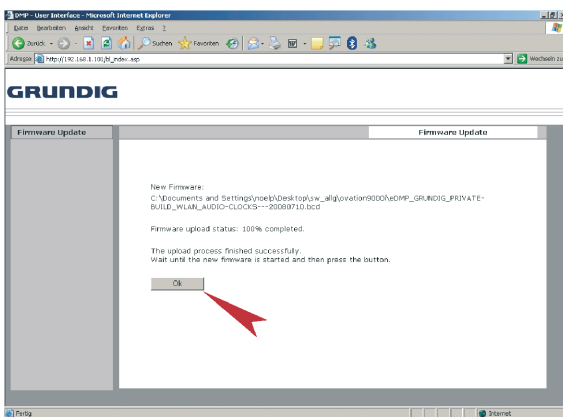 DMP - User Interface - Microsoft Internet Explorer
Datei Bearbeiten Ansicht Favoriten Extras ?
Zurück Suchen Favoriten
Adresse http://192.168.1.100/bl_index.asp Wechseln zu
GRUNDIG
Firmware Update Firmware Update
New Firmware:
C:\Documents and Settings\noelp\Desktop\sw_alig\ovation9000i\eDMP_GRUNDIG_PRIVATE-
BUILD_WLAN_AUDIO-CLOCKS---20080710.bcd
Firmware upload status: 100% completed.
The upload process finished successfully.
Wait until the new firmware is started and then press the button.
Ok
Fertig Internet